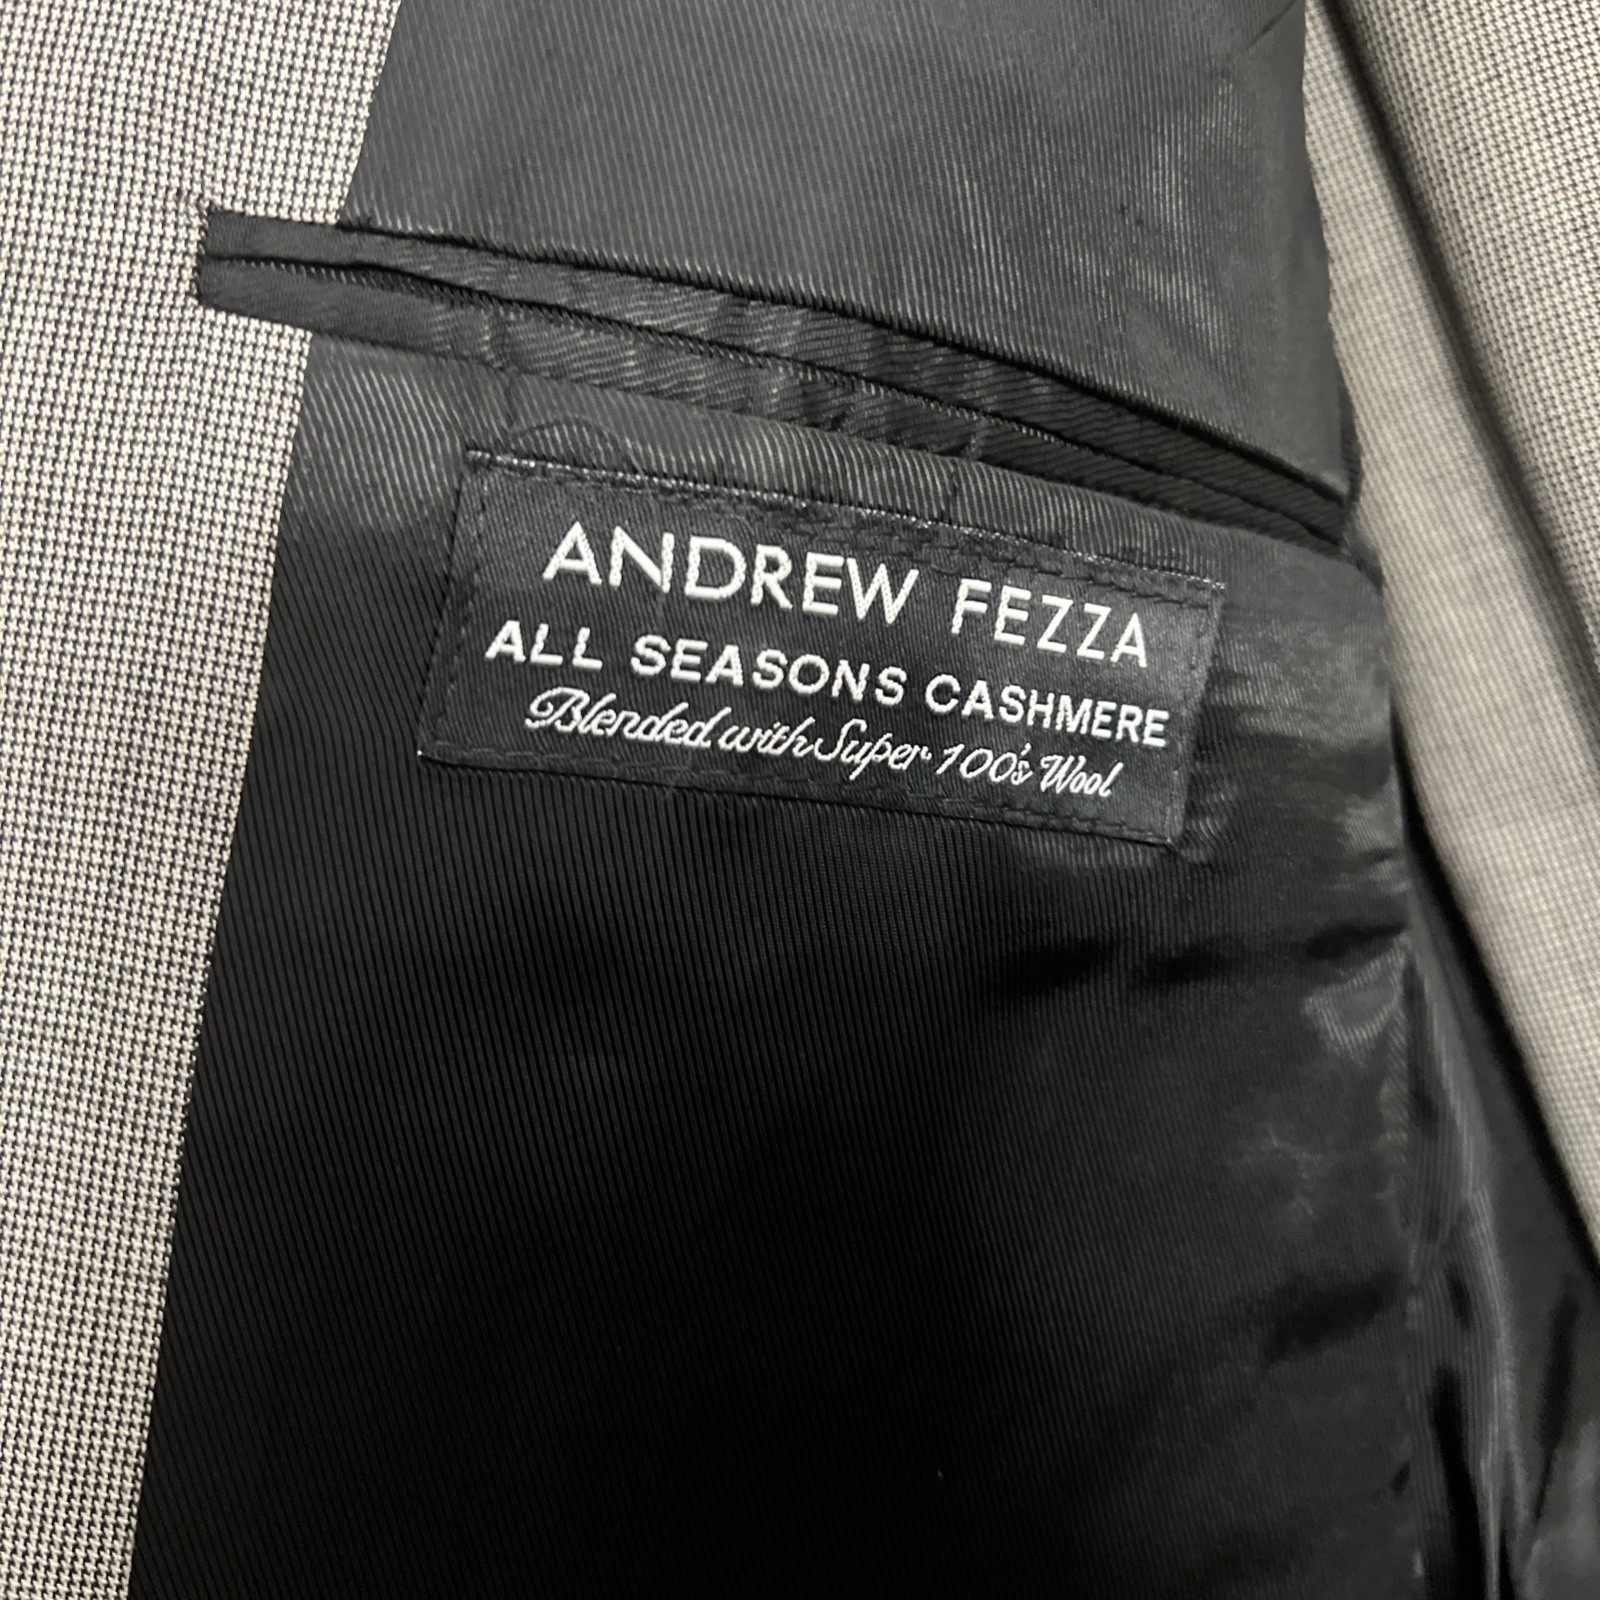 ANDREW FEZZA
ALL SEASONS CASHMERE
Blended with Super 100's Wool